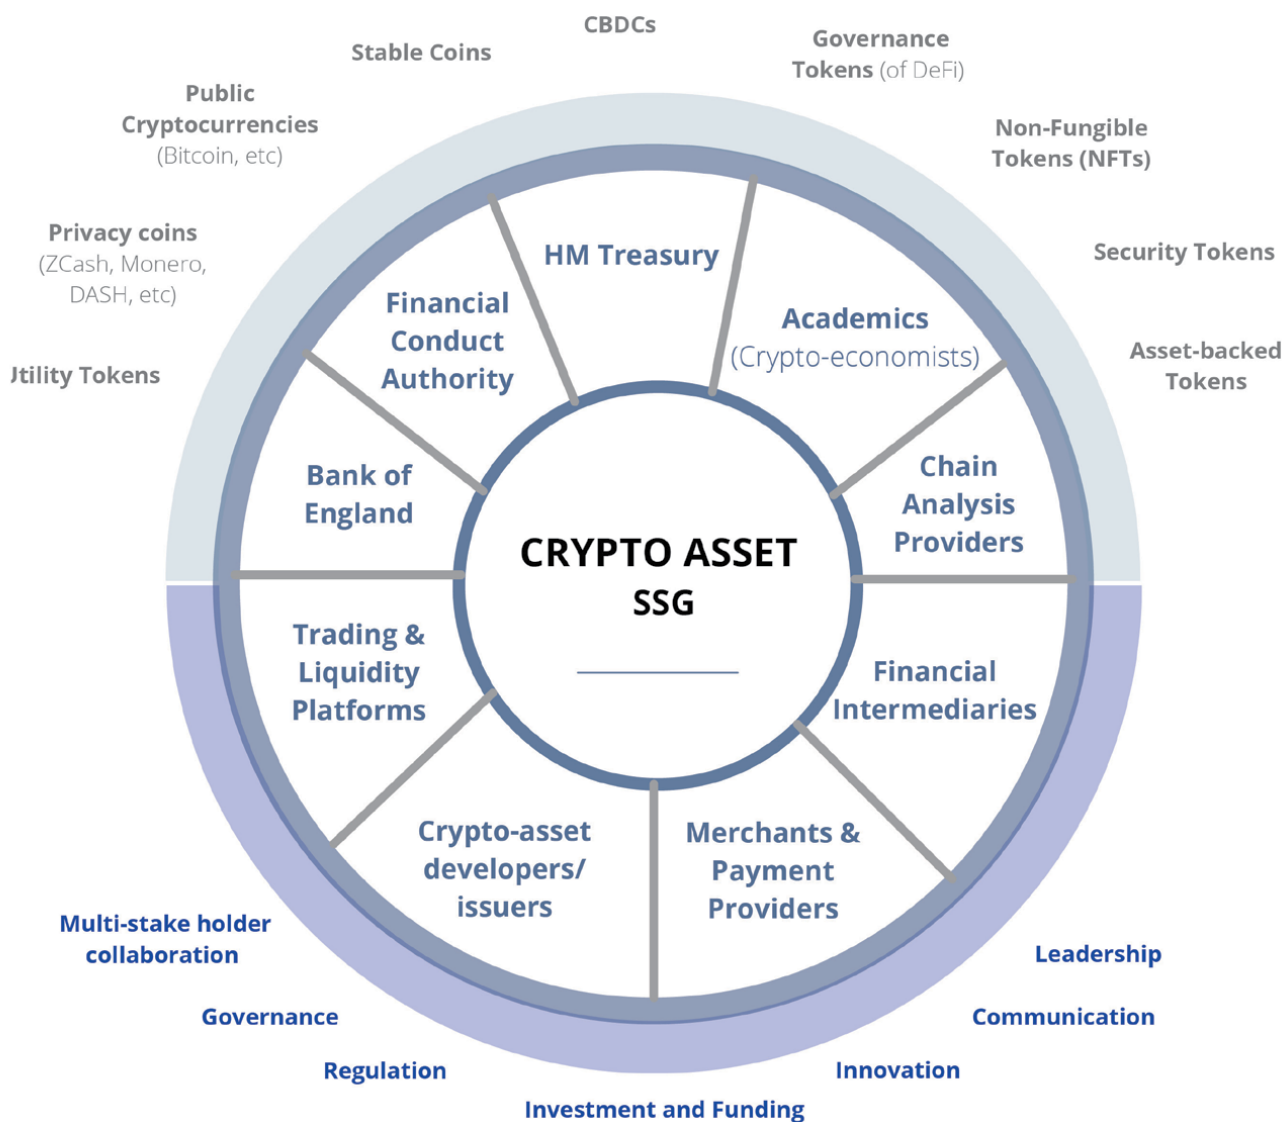 CBDCs
Stable Coins
Governance
Tokens (of DeFi)
Public
Cryptocurrencies
(Bitcoin, etc)
Non-Fungible
Tokens (NFTs)
Privacy coins
(ZCash, Monero,
DASH, etc)
Security Tokens
Tokens
Asset-backed
Tokens
HM Treasury
Financial
Conduct
Authority
Academics
(Crypto-economists)
Bank of
England
Chain
Analysis
Providers
CRYPTO ASSET
SSG
Trading &
Liquidity
Platforms
Financial
Intermediaries
Crypto-asset
developers/
issuers
Merchants &
Payment
Providers
Multi-stake holder
collaboration
Governance
Regulation
Investment and Funding
Innovation
Communication
Leadership